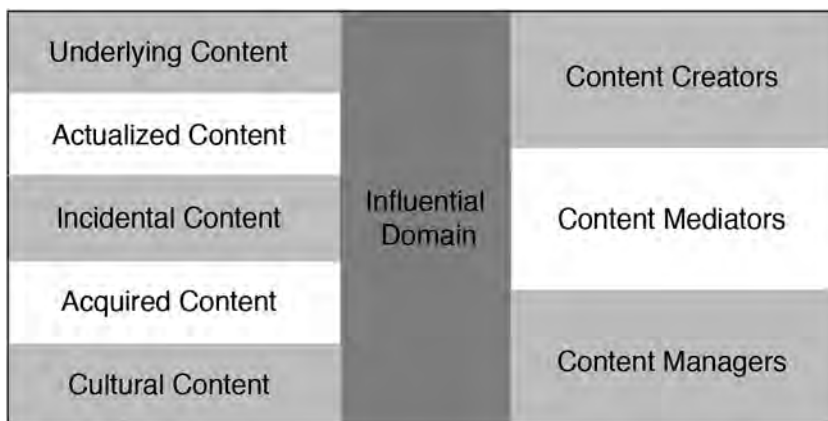 Underlying Content
Actualized Content
Incidental Content
Acquired Content
Cultural Content
Influential
Domain
Content Creators
Content Mediators
Content Managers